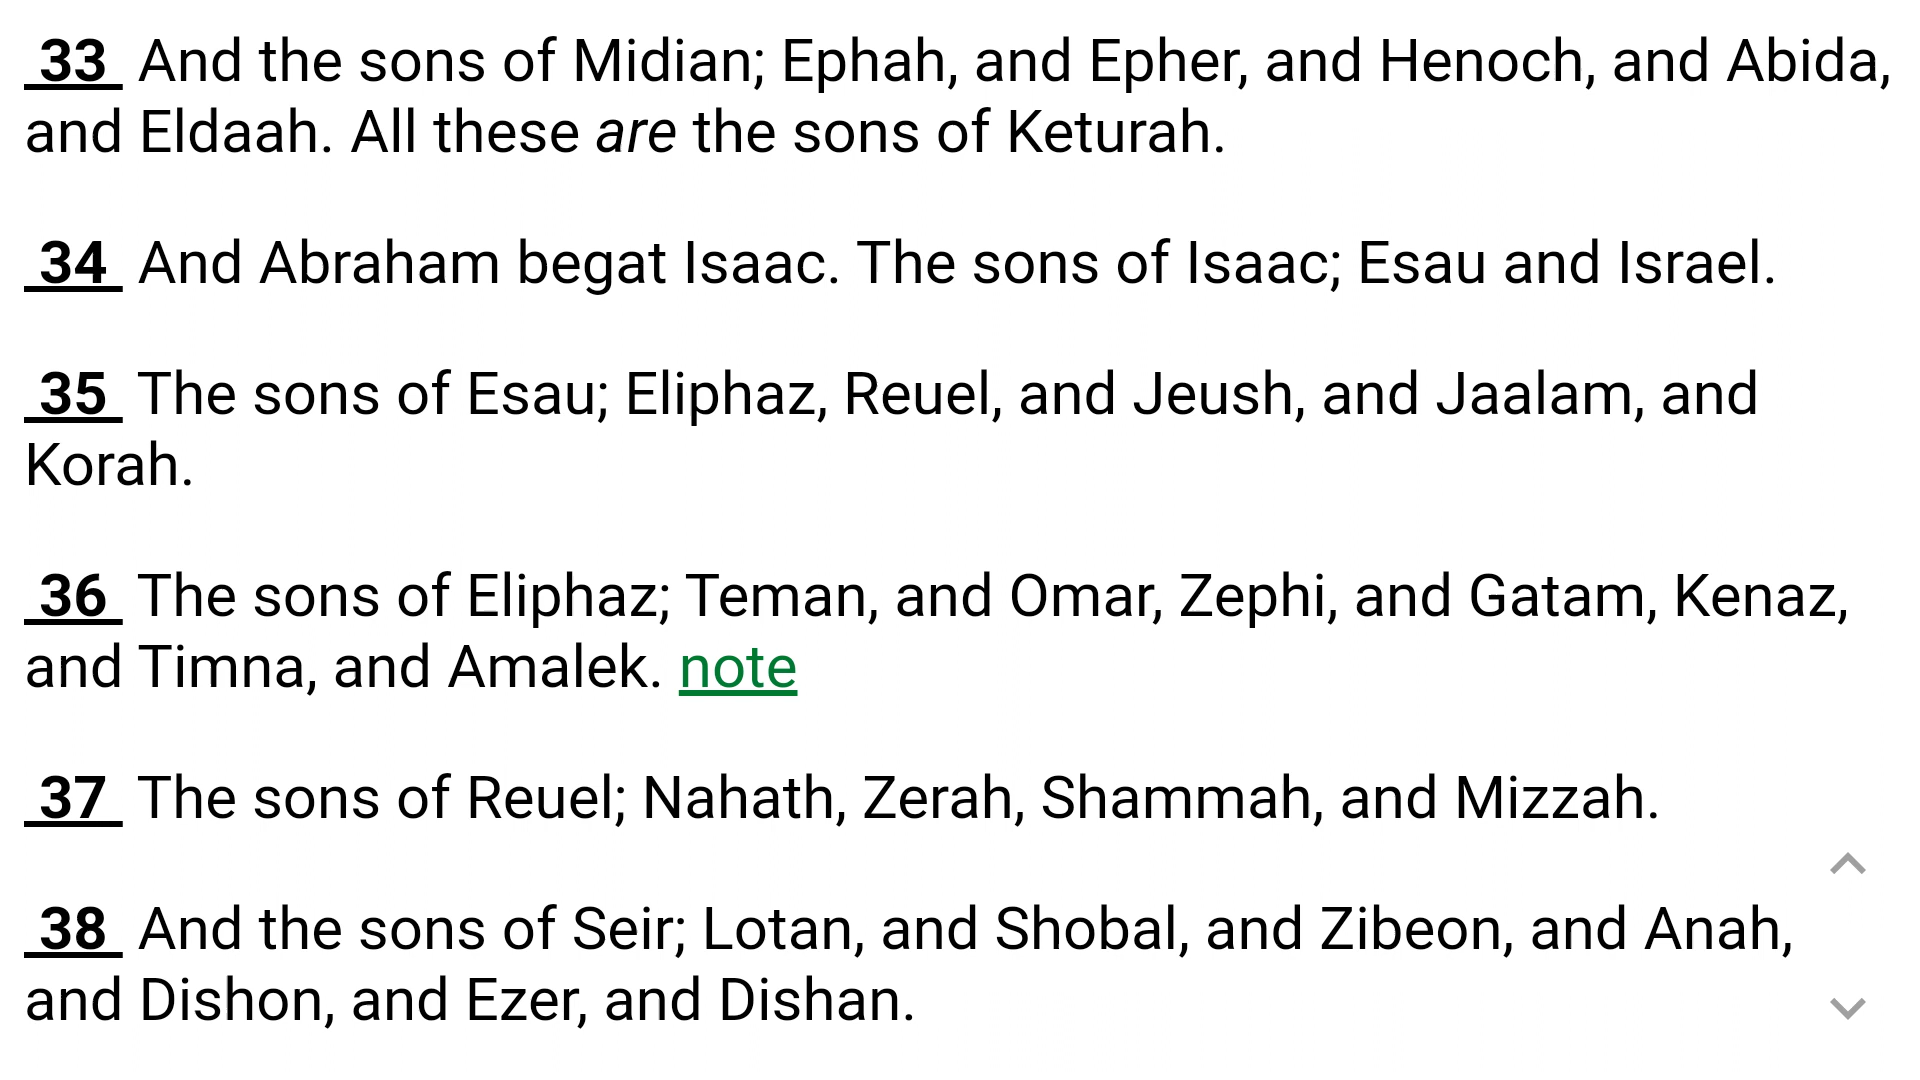 33 And the sons of Midian; Ephah, and Epher, and Henoch, and Abida,
and Eldaah. All these are the sons of Keturah.
34 And Abraham begat Isaac. The sons of Isaac; Esau and Israel.
35 The sons of Esau; Eliphaz, Reuel, and Jeush, and Jaalam, and
Korah.
36 The sons of Eliphaz; Teman, and Omar, Zephi, and Gatam, Kenaz,
and Timna, and Amalek. note
37 The sons of Reuel; Nahath, Zerah, Shammah, and Mizzah.
38 And the sons of Seir; Lotan, and Shobal, and Zibeon, and Anah,
and Dishon, and Ezer, and Dishan.